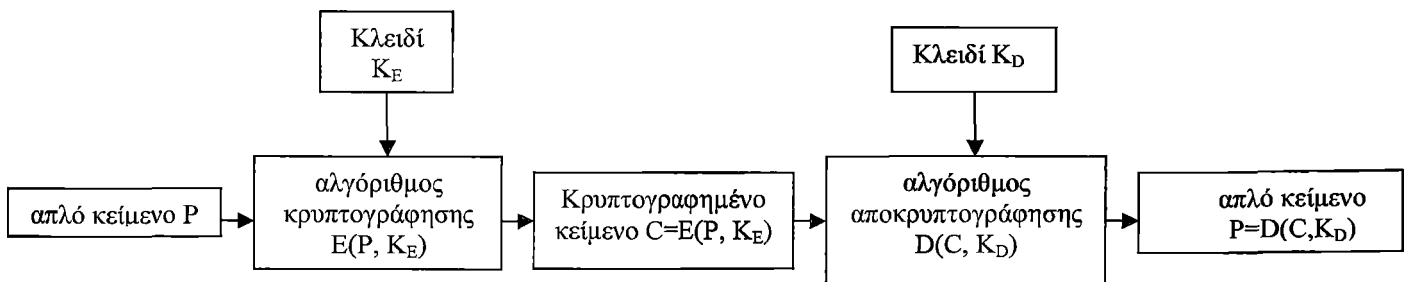 Κλειδί
K_E
Κλειδί K_D
απλό κείμενο P
αλγόριθμος
κρυπτογράφησης
E(P, K_E)
Κρυπτογραφημένο
κείμενο C=E(P, K_E)
αλγόριθμος
αποκρυπτογράφησης
D(C, K_D)
απλό κείμενο
P=D(C,K_D)